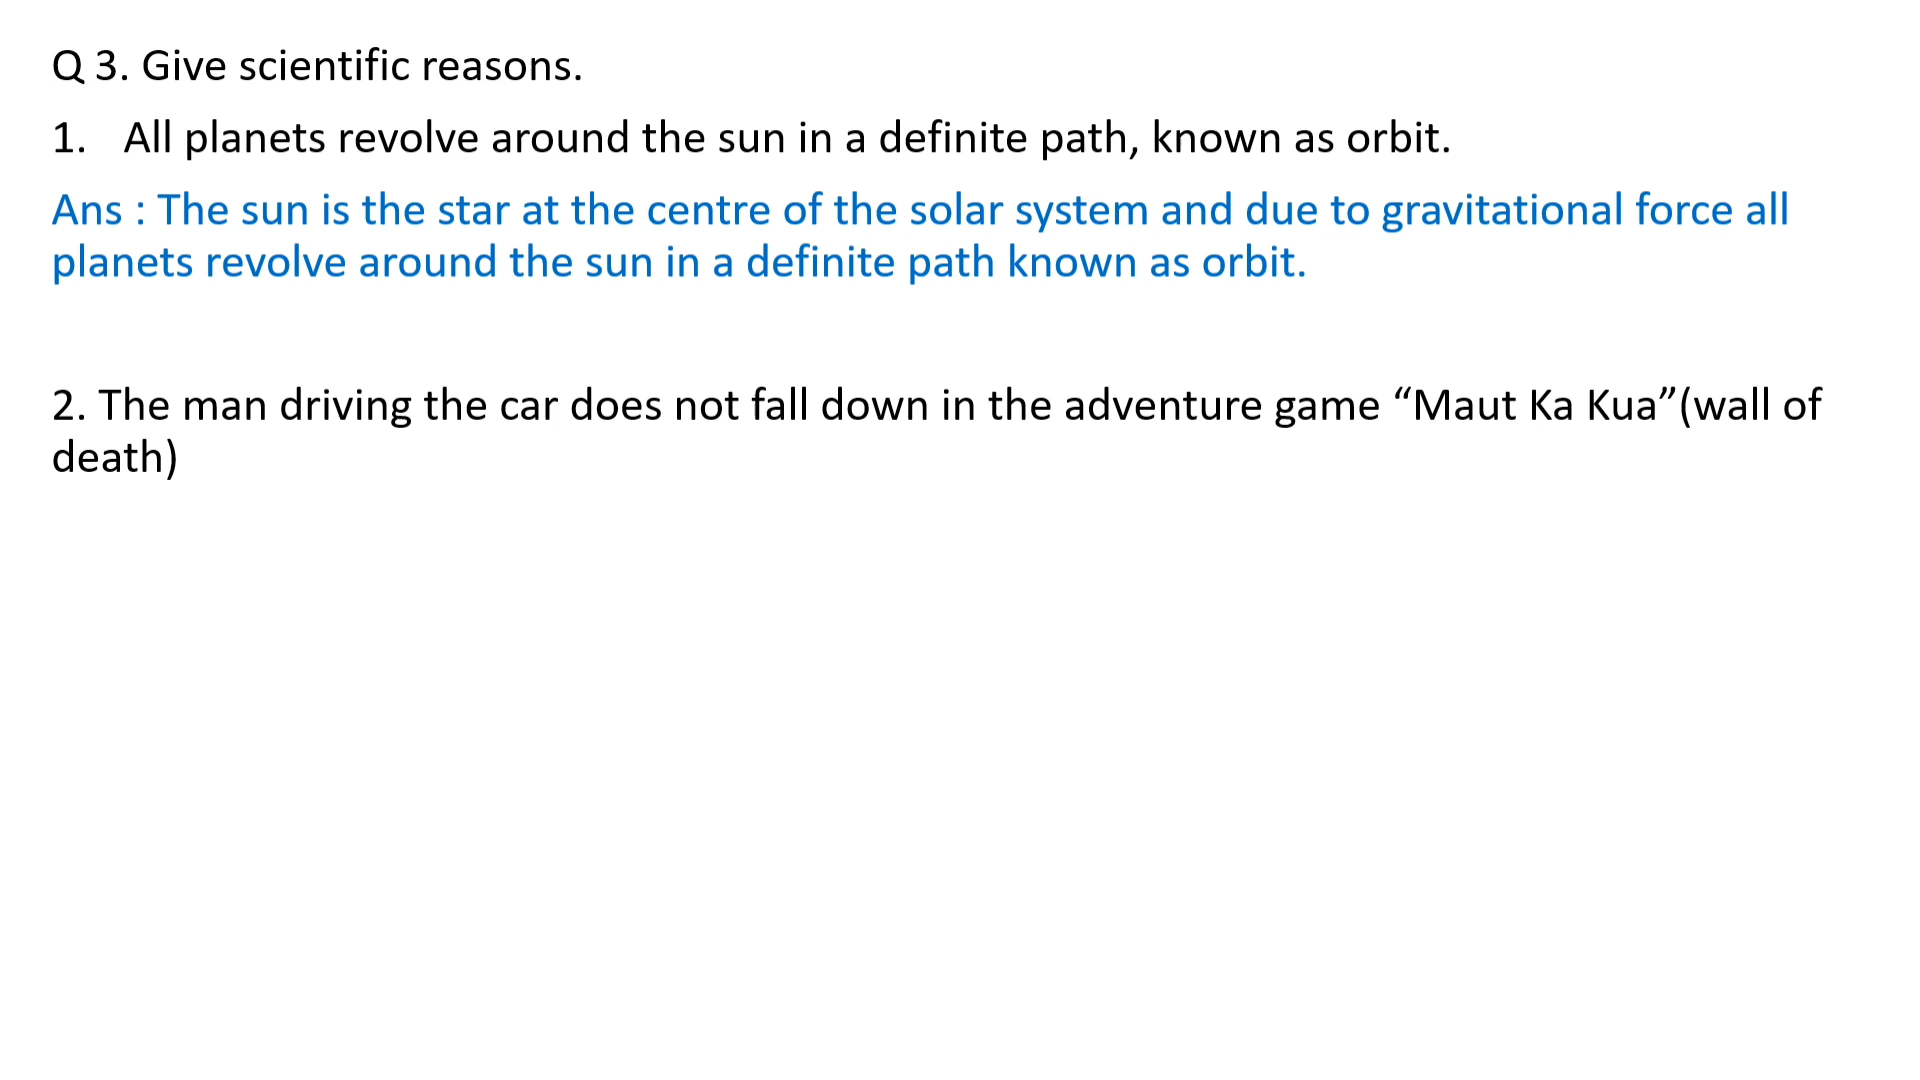 Q 3. Give scientific reasons.
1. All planets revolve around the sun in a definite path, known as orbit.
Ans : The sun is the star at the centre of the solar system and due to gravitational force all
planets revolve around the sun in a definite path known as orbit.
2. The man driving the car does not fall down in the adventure game “Maut Ka Kua”(wall of
death)